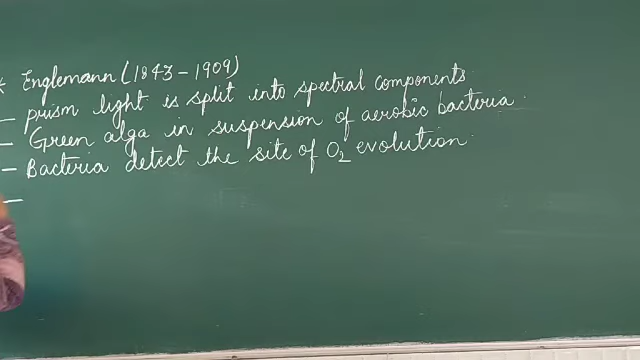 * Englemann (1843 - 1909)
- prism light is split into spectral components
- Green alga in suspension of aerobic bacteria.
- Bacteria detect the site of O₂ evolution.
-